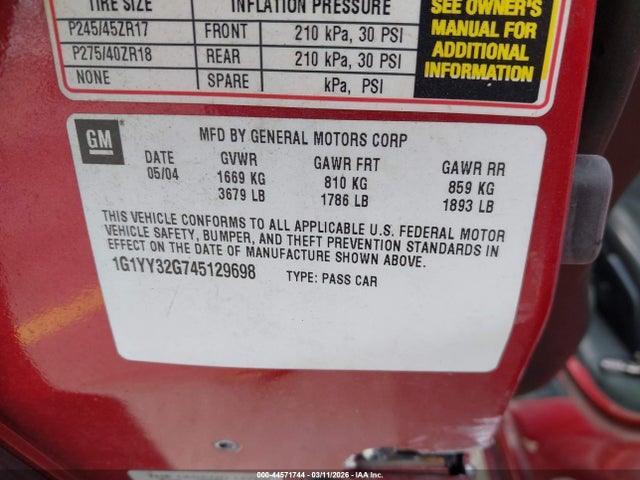 TIRE SIZE INFLATION PRESSURE
P245/45ZR17 FRONT 210 kPa, 30 PSI
P275/40ZR18 REAR 210 kPa, 30 PSI
NONE SPARE kPa, PSI
SEE OWNER'S
MANUAL FOR
ADDITIONAL
INFORMATION
GM
MFD BY GENERAL MOTORS CORP
DATE GVWR GAWR FRT GAWR RR
05/04 1669 KG 810 KG 859 KG
3679 LB 1786 LB 1893 LB
THIS VEHICLE CONFORMS TO ALL APPLICABLE U.S. FEDERAL MOTOR
VEHICLE SAFETY, BUMPER, AND THEFT PREVENTION STANDARDS IN
EFFECT ON THE DATE OF MANUFACTURE SHOWN ABOVE.
1G1YY32G745129698 TYPE: PASS CAR
000-44571744 - 03/11/2026 - IAA Inc.